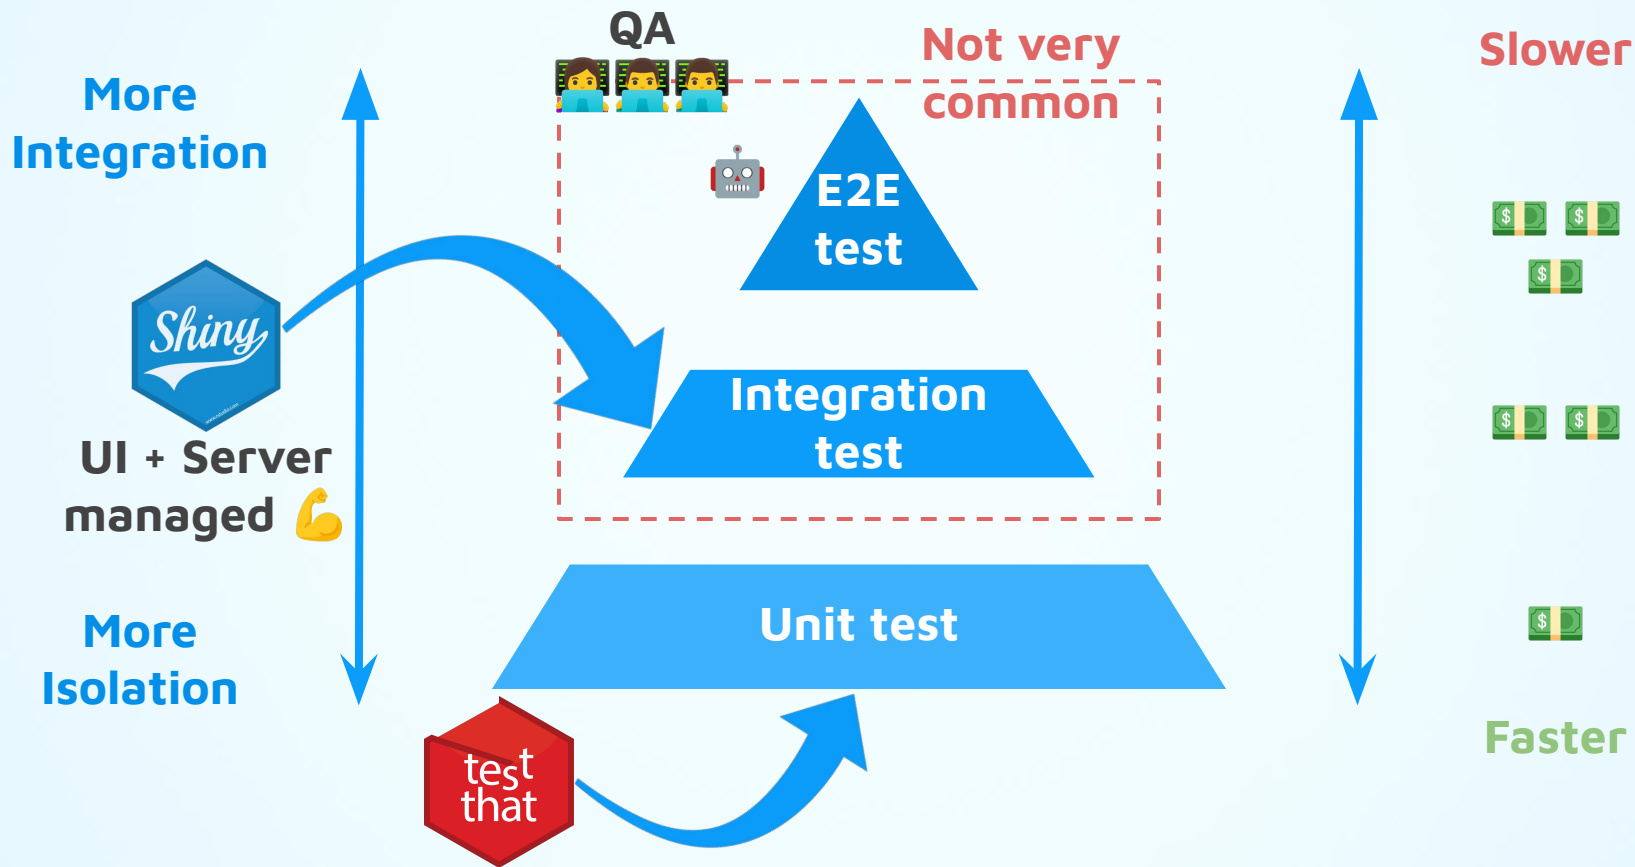 QA
Not very
common
Slower
More
Integration
E2E
test
Shiny
Integration
test
UI + Server
managed
Unit test
More
Isolation
Faster
test
that